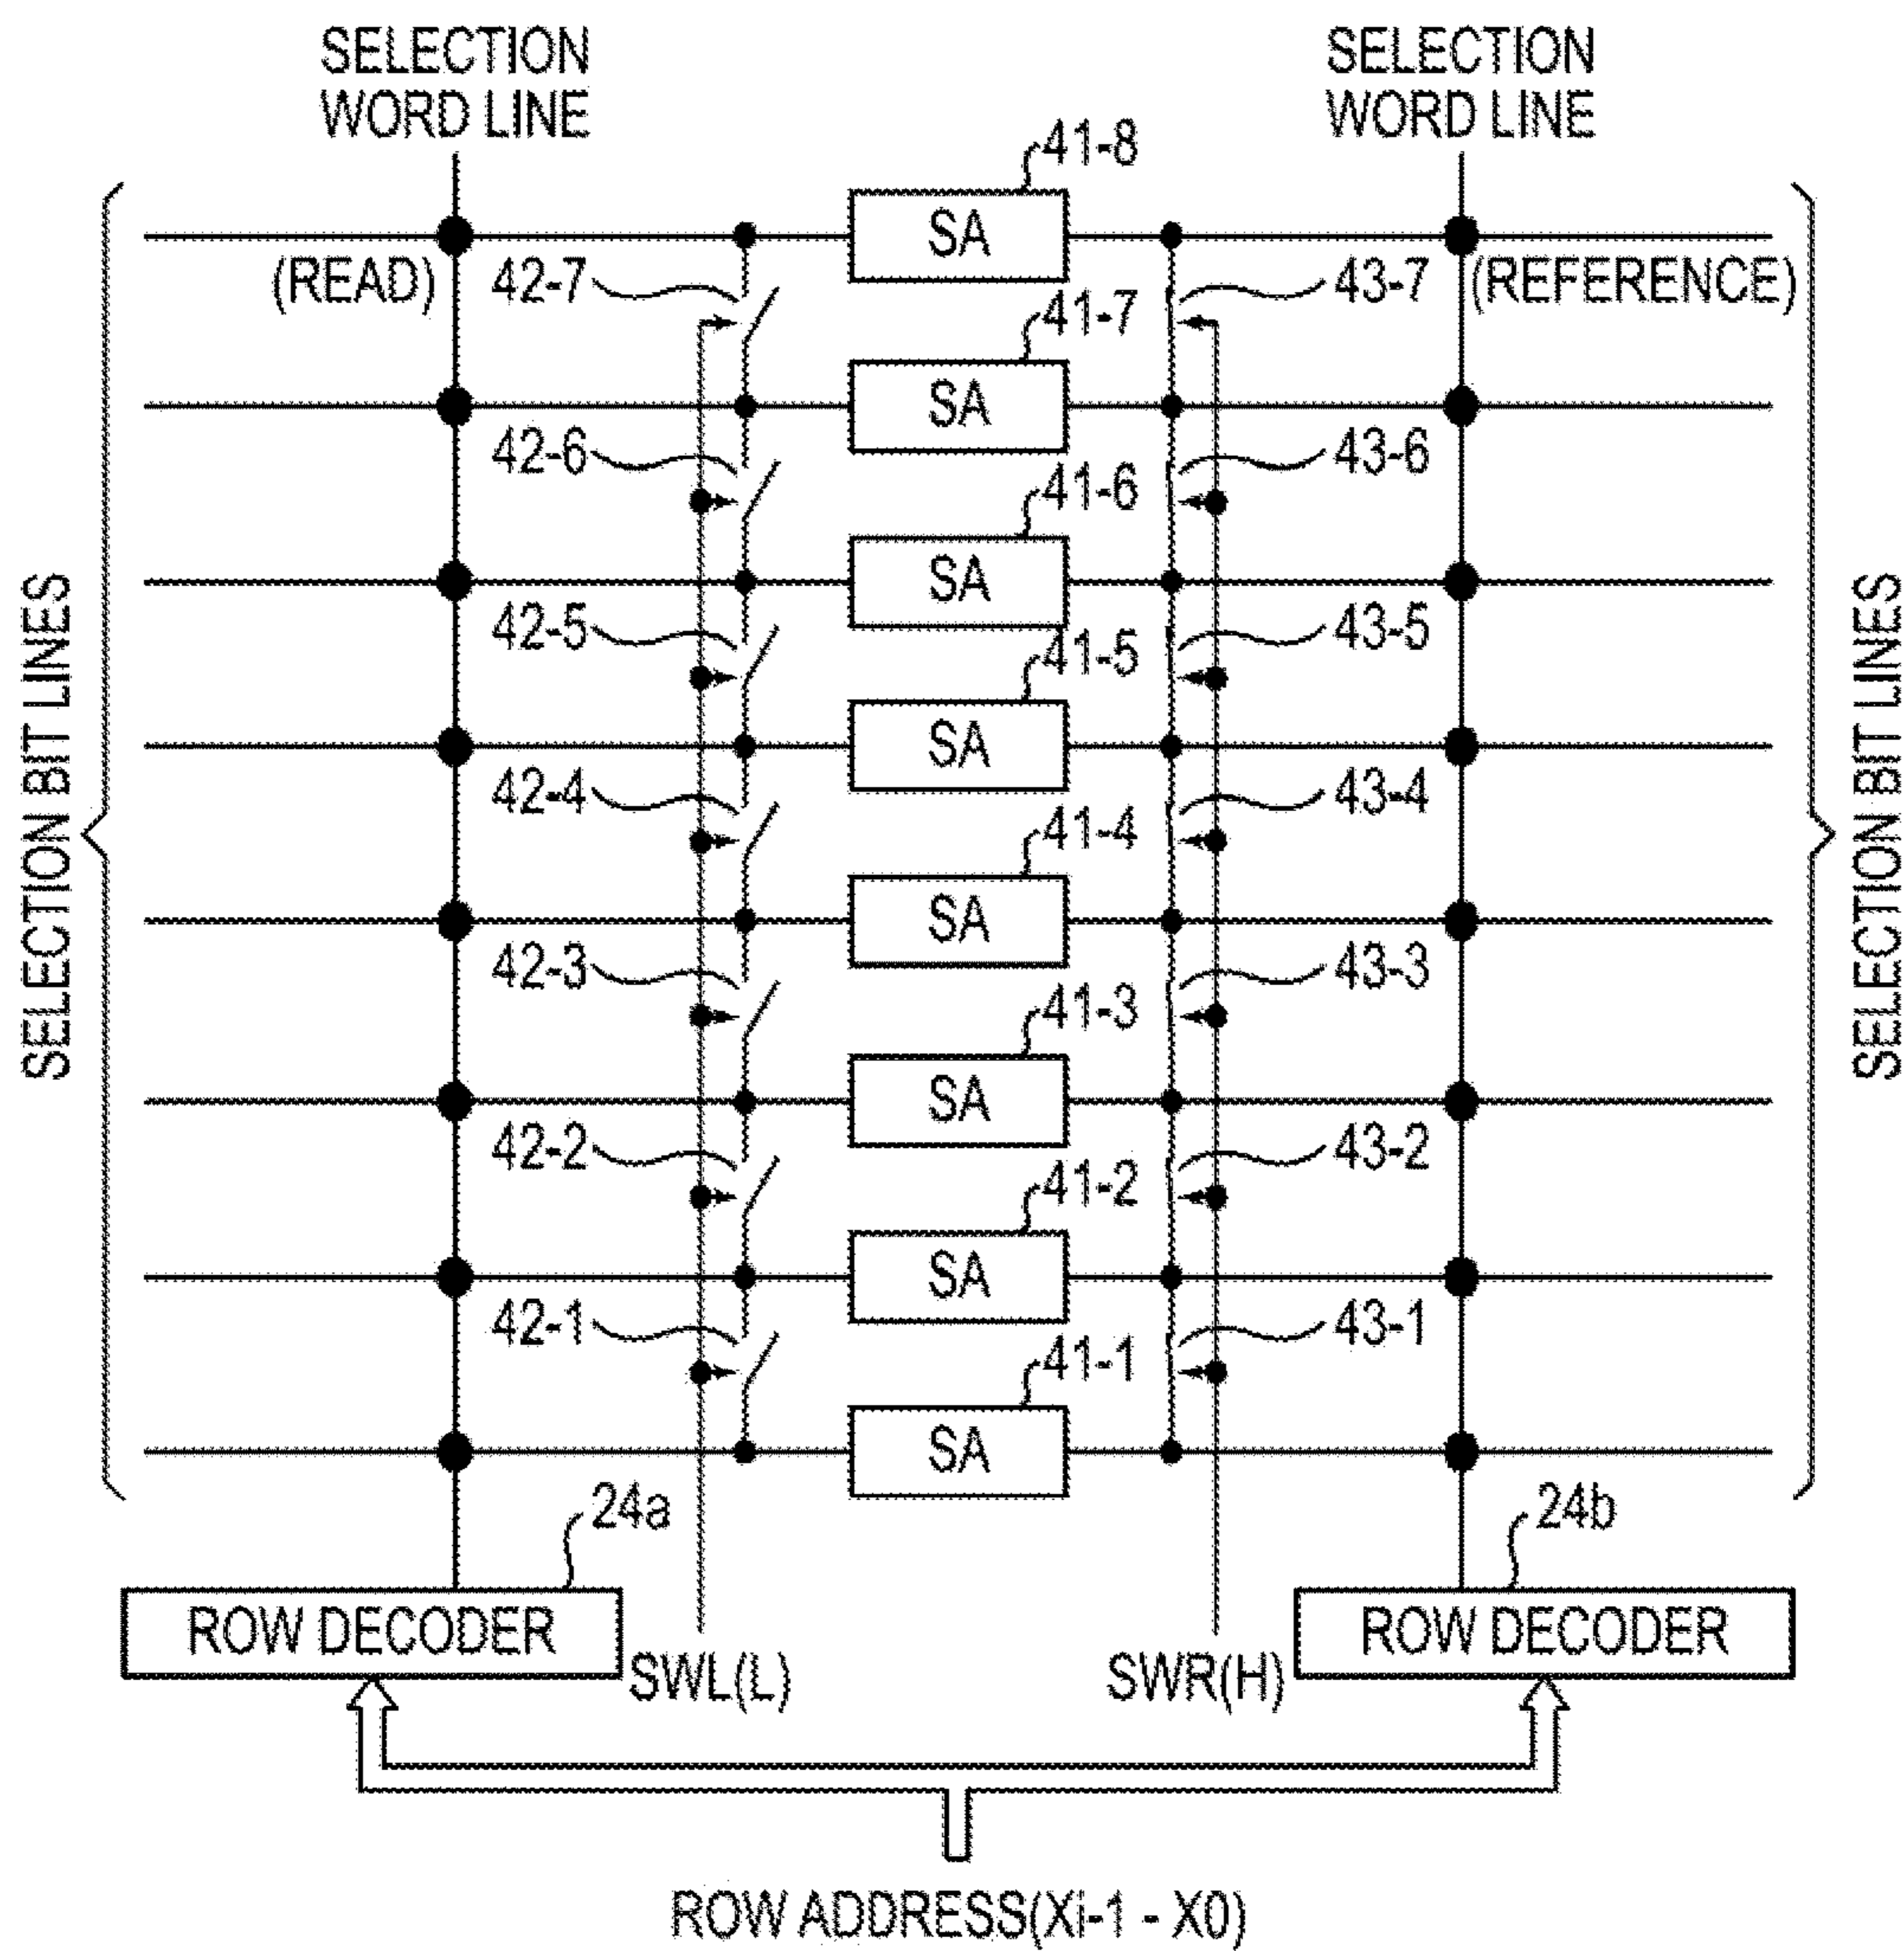 SELECTION
WORD LINE
SELECTION
WORD LINE
41-8
SA
(READ)
42-7
43-7
(REFERENCE)
41-7
SA
42-6
43-6
41-6
SA
42-5
43-5
41-5
SA
42-4
43-4
41-4
SA
42-3
43-3
41-3
SA
42-2
43-2
41-2
SA
42-1
43-1
41-1
SA
SELECTION BIT LINES
SELECTION BIT LINES
24a
24b
ROW DECODER
ROW DECODER
SWL(L)
SWR(H)
ROW ADDRESS(Xi-1 - X0)